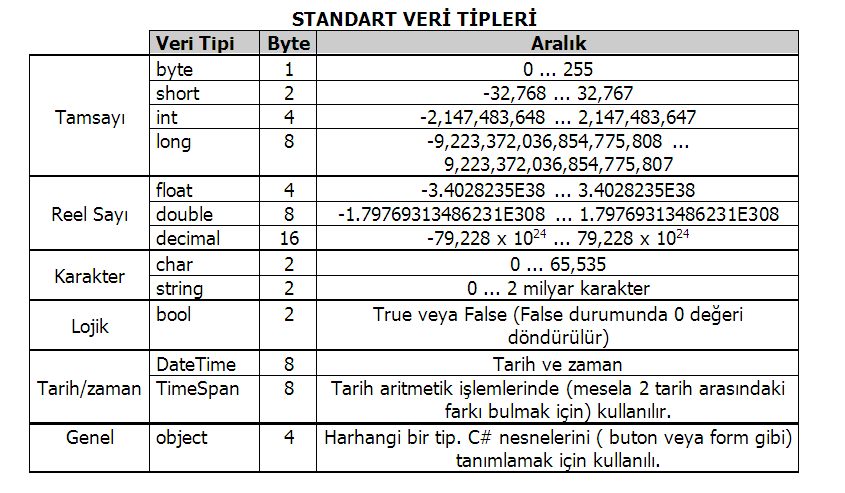 STANDART VERİ TİPLERİ
Veri Tipi Byte Aralık
Tamsayı
byte 1 0 ... 255
short 2 -32,768 ... 32,767
int 4 -2,147,483,648 ... 2,147,483,647
long 8 -9,223,372,036,854,775,808 ...
9,223,372,036,854,775,807
Reel Sayı
float 4 -3.4028235E38 ... 3.4028235E38
double 8 -1.79769313486231E308 ... 1.79769313486231E308
decimal 16 -79,228 x 10²⁴ ... 79,228 x 10²⁴
Karakter
char 2 0 ... 65,535
string 2 0 ... 2 milyar karakter
Lojik
bool 2 True veya False (False durumunda 0 değeri
döndürülür)
Tarih/zaman
DateTime 8 Tarih ve zaman
TimeSpan 8 Tarih aritmetik işlemlerinde (mesela 2 tarih arasındaki
farkı bulmak için) kullanılır.
Genel
object 4 Harhangi bir tip. C# nesnelerini ( buton veya form gibi)
tanımlamak için kullanılı.